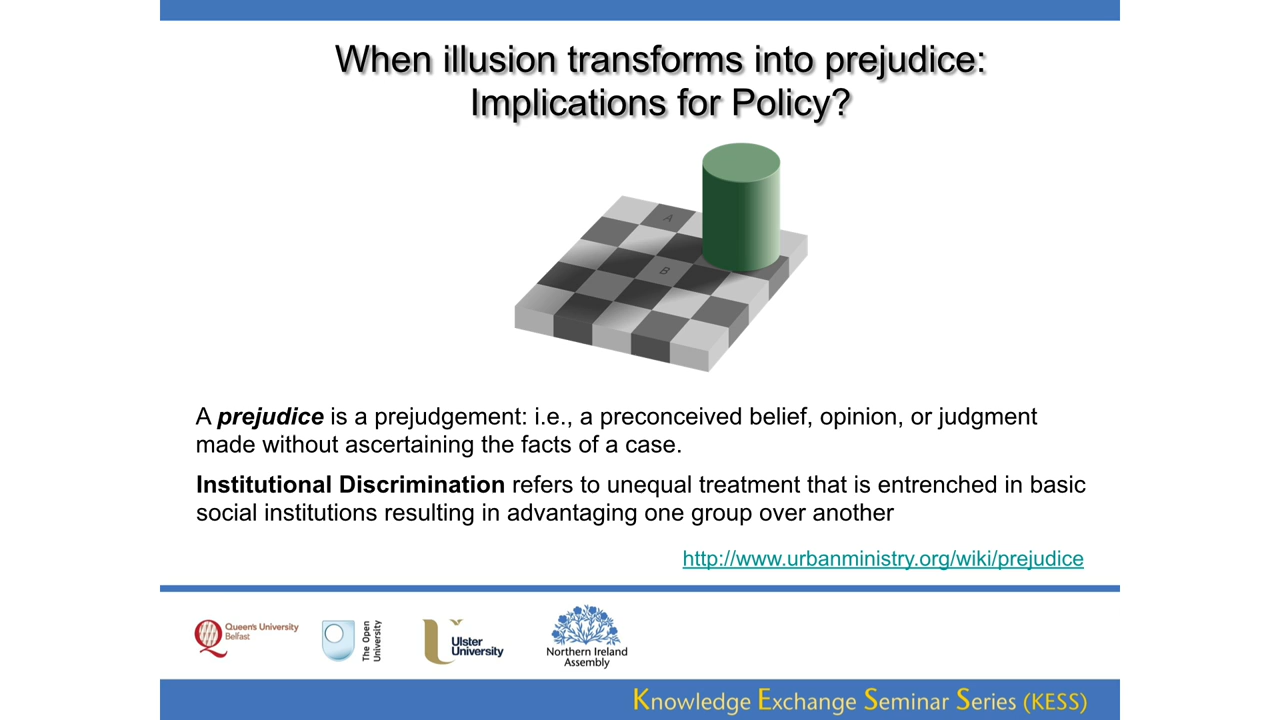 When illusion transforms into prejudice:
Implications for Policy?
A
B
A prejudice is a prejudgement: i.e., a preconceived belief, opinion, or judgment
made without ascertaining the facts of a case.
Institutional Discrimination refers to unequal treatment that is entrenched in basic
social institutions resulting in advantaging one group over another
http://www.urbanministry.org/wiki/prejudice
Queen's University
Belfast
The Open
University
Ulster
University
Northern Ireland
Assembly
Knowledge Exchange Seminar Series (KESS)